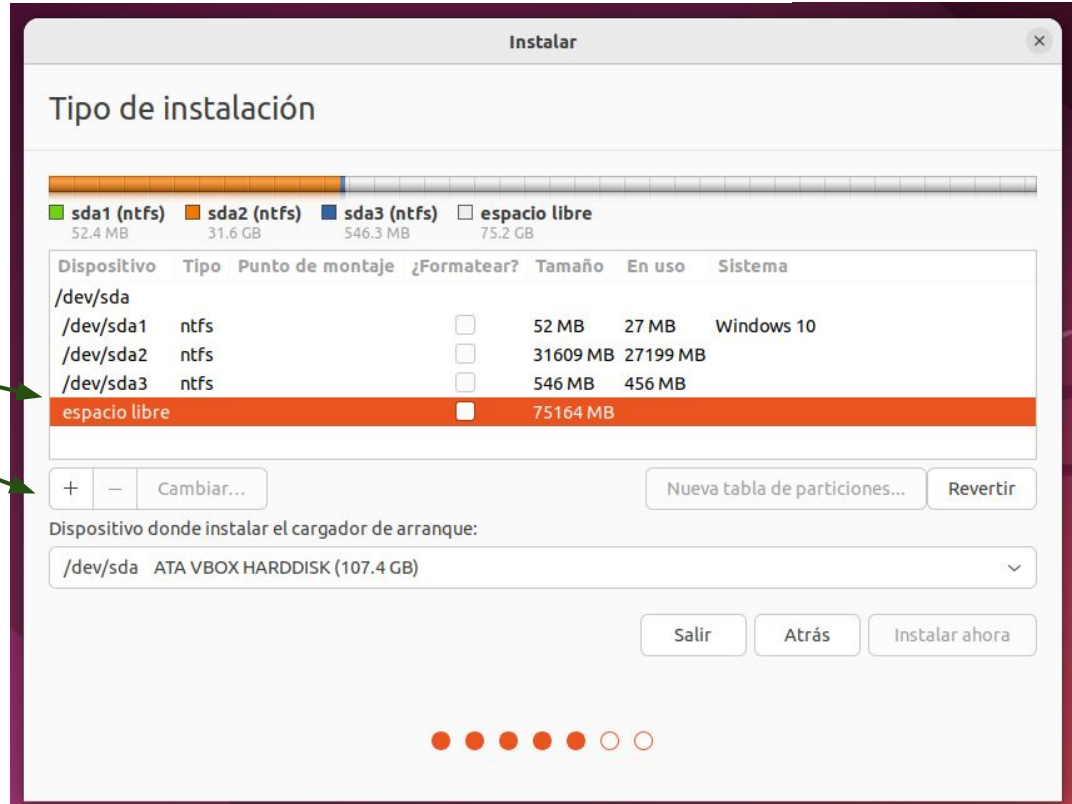 Instalar
Tipo de instalación
sda1 (ntfs) sda2 (ntfs) sda3 (ntfs) espacio libre
52.4 MB 31.6 GB 546.3 MB 75.2 GB
Dispositivo Tipo Punto de montaje ¿Formatear? Tamaño En uso Sistema
/dev/sda
/dev/sda1 ntfs 52 MB 27 MB Windows 10
/dev/sda2 ntfs 31609 MB 27199 MB
/dev/sda3 ntfs 546 MB 456 MB
espacio libre 75164 MB
+ – Cambiar... Nueva tabla de particiones... Revertir
Dispositivo donde instalar el cargador de arranque:
/dev/sda ATA VBOX HARDDISK (107.4 GB)
Salir Atrás Instalar ahora